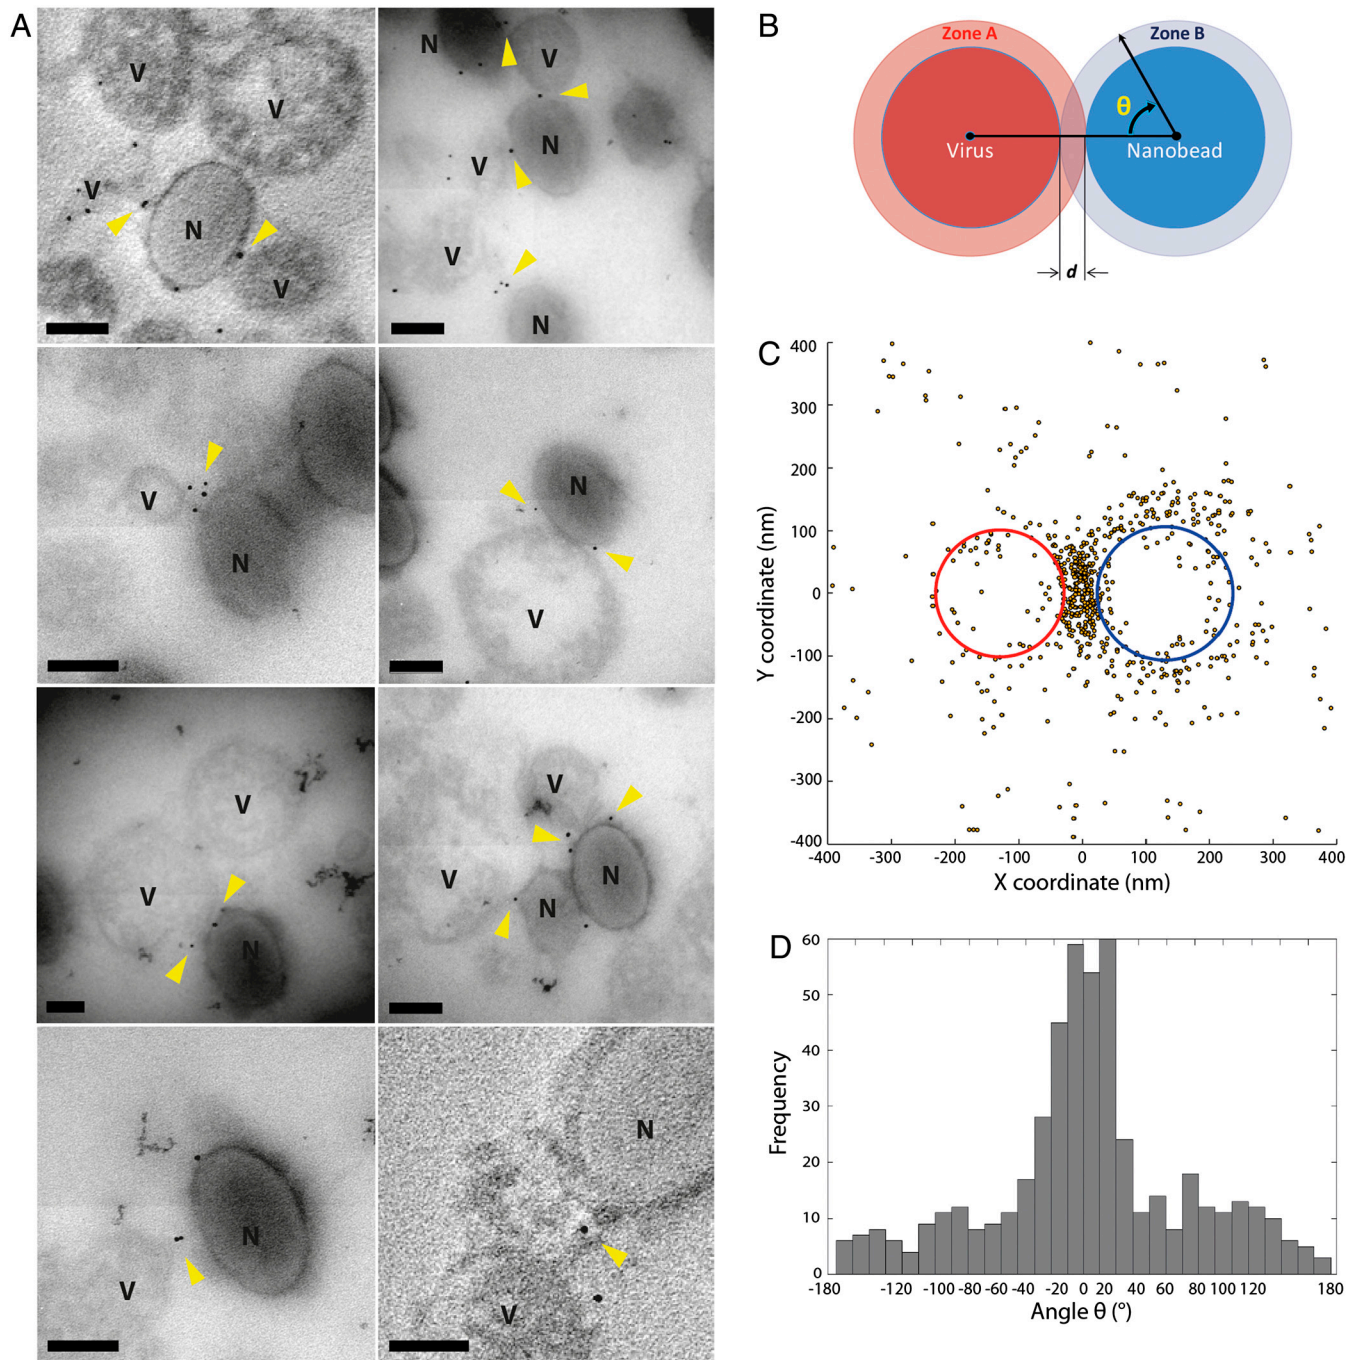 A
V
V
V
N
V
N
V
N
V
V
N
V
N
N
V
V
V
N
V
V
N
N
N
V
N
V
B
Zone A
Zone B
θ
Virus
Nanobead
d
C
400
300
200
100
0
-100
-200
-300
-400
Y coordinate (nm)
-400 -300 -200 -100 0 100 200 300 400
X coordinate (nm)
D
60
50
40
30
20
10
0
Frequency
-180 -120 -100 -80 -60 -40 -20 0 20 40 60 80 100 120 180
Angle θ (°)